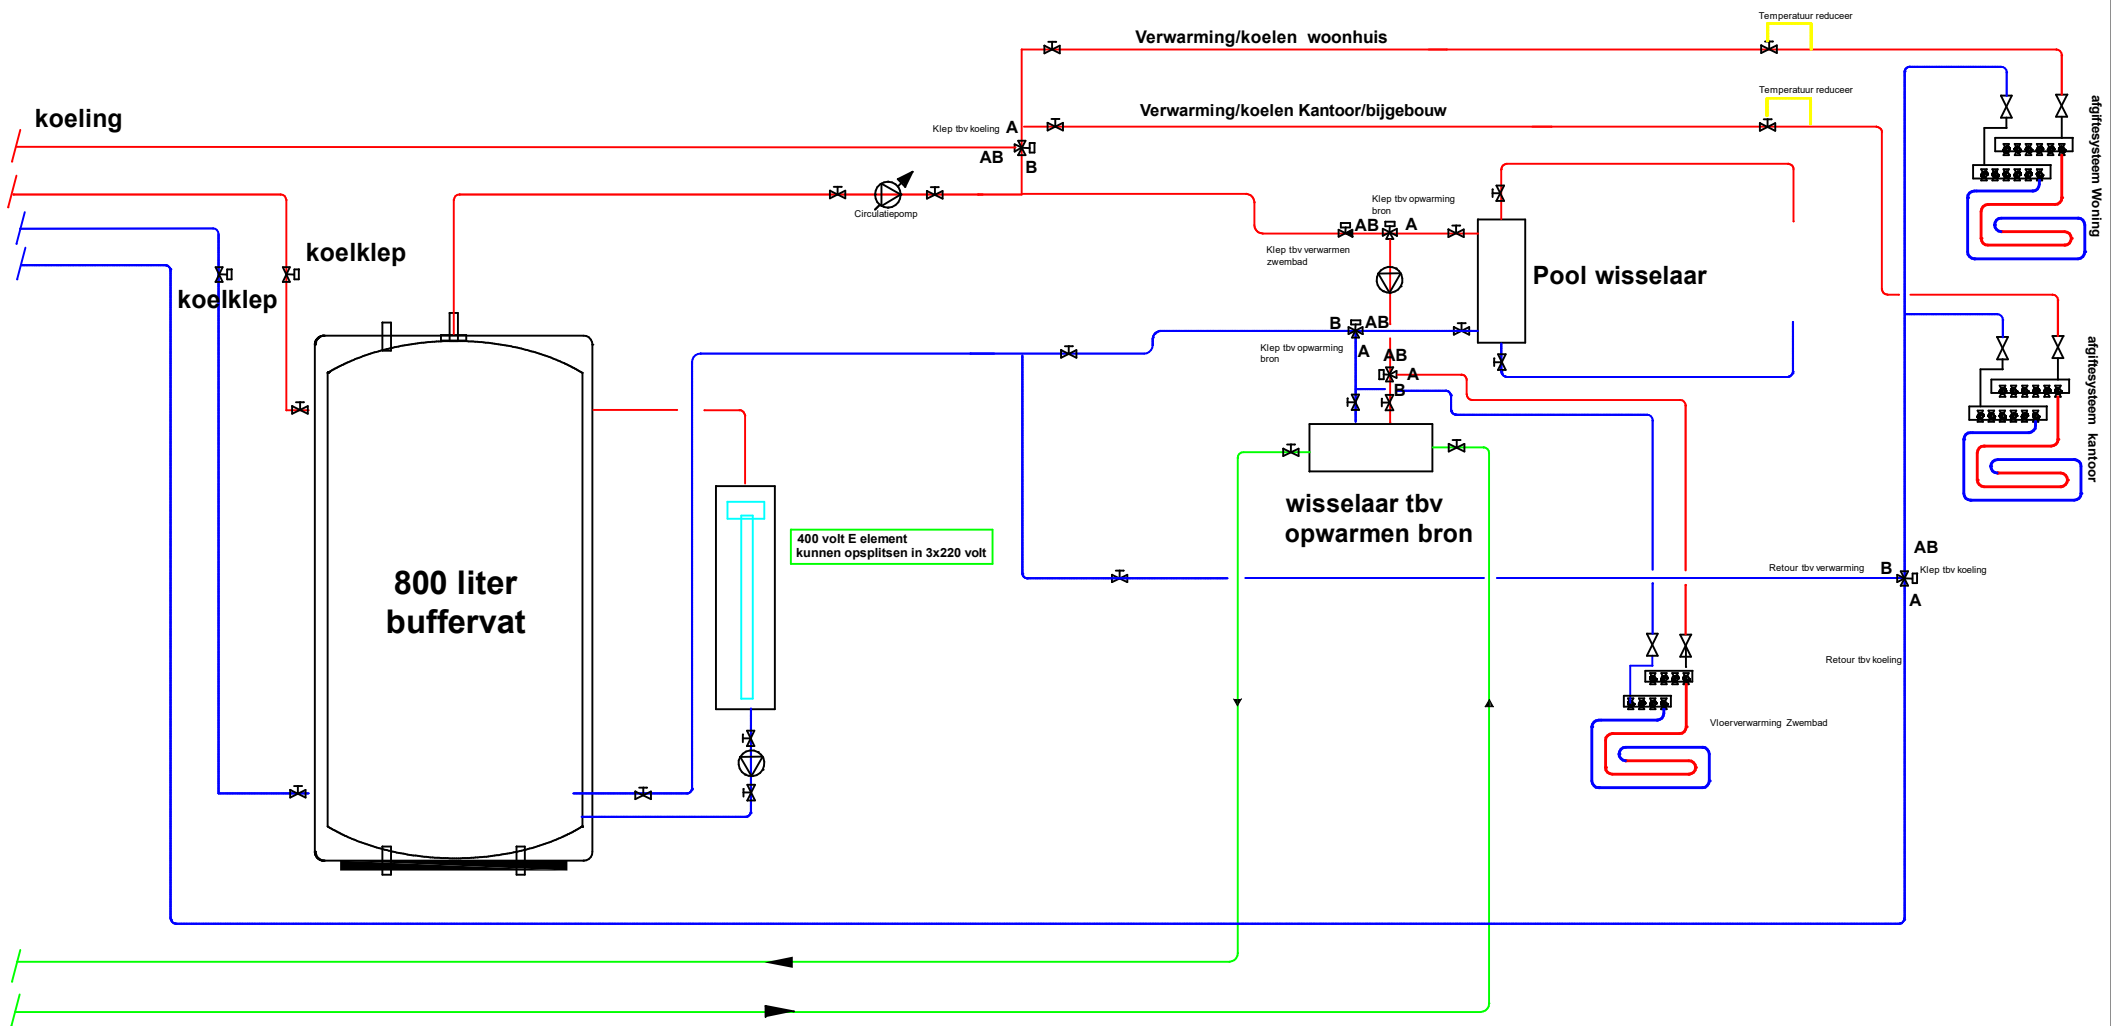 Temperatuur reduceer
Verwarming/koelen woonhuis
Temperatuur reduceer
Verwarming/koelen Kantoor/bijgebouw
afgiftesysteem Woning
koeling
Klep tbv koeling
A
AB
B
Circulatiepomp
Klep tbv opwarming
bron
AB
A
Klep tbv verwarmen
zwembad
koelklep
koelklep
Pool wisselaar
B
AB
Klep tbv opwarming
bron
A
AB
A
B
afgiftesysteem kantoor
wisselaar tbv
opwarmen bron
400 volt E element
kunnen opsplitsen in 3x220 volt
800 liter
buffervat
AB
Retour tbv verwarming
B
Klep tbv koeling
A
Retour tbv koeling
Vloerverwarming Zwembad